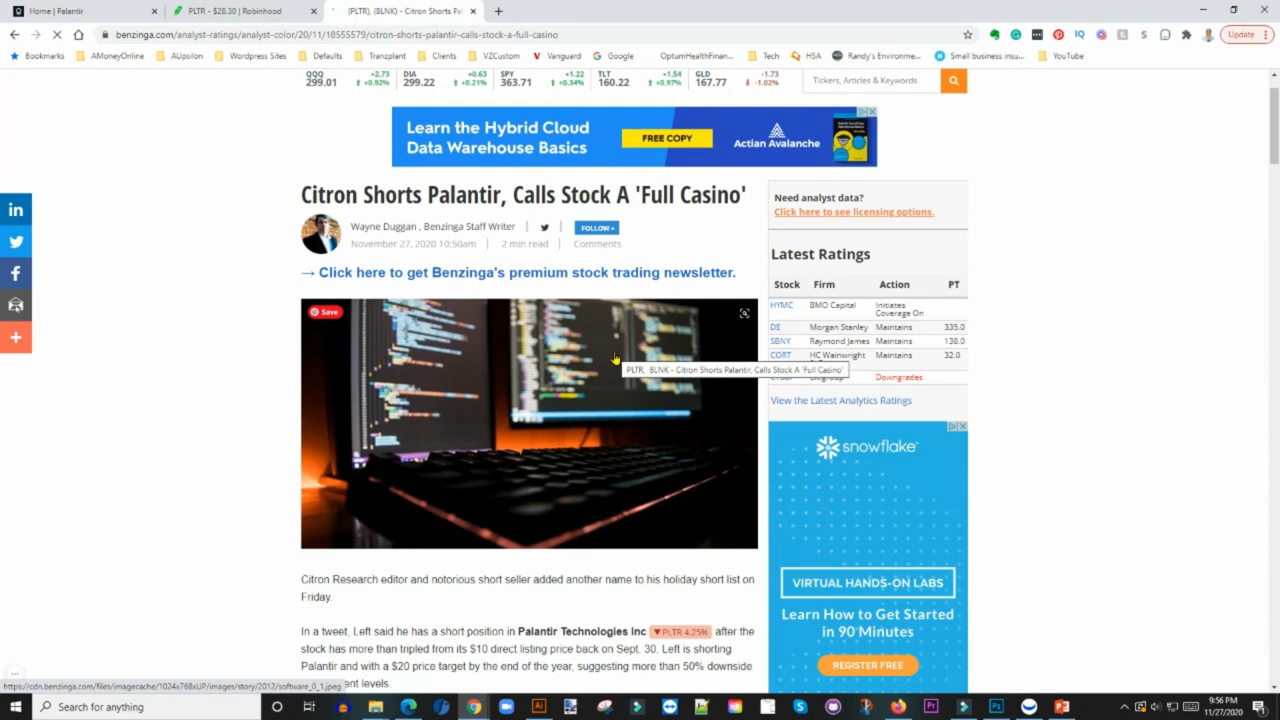 Home | Palantir
PLTR - $28.30 | Robinhood
(PLTR), (BLNK) - Citron Shorts Pa
benzinga.com/analyst-ratings/analyst-color/20/11/18555579/citron-shorts-palantir-calls-stock-a-full-casino
Update
Bookmarks AMoneyOnline AUpsilon Wordpress Sites Defaults Transplant Clients VZCustom Vanguard Google OptumHealthFinan... Tech HSA Randy's Environme... Small business insu... YouTube
QQQ +2.73 DIA +0.63 SPY +1.22 TLT +1.54 GLD -1.73
299.01 +0.92% 299.22 +0.21% 363.71 +0.34% 160.22 +0.97% 167.77 -1.02%
Tickers, Articles & Keywords
Learn the Hybrid Cloud
Data Warehouse Basics
FREE COPY
Actian Avalanche
Citron Shorts Palantir, Calls Stock A 'Full Casino'
Wayne Duggan , Benzinga Staff Writer | | FOLLOW +
November 27, 2020 10:50am | 2 min read | Comments
→ Click here to get Benzinga's premium stock trading newsletter.
Save
PLTR, BLNK - Citron Shorts Palantir, Calls Stock A 'Full Casino'
Citron Research editor and notorious short seller added another name to his holiday short list on
Friday.
In a tweet, Left said he has a short position in Palantir Technologies Inc ▼PLTR 4.25% after the
stock has more than tripled from its $10 direct listing price back on Sept. 30. Left is shorting
Palantir and with a $20 price target by the end of the year, suggesting more than 50% downside
ent levels.
Need analyst data?
Click here to see licensing options.
Latest Ratings
Stock Firm Action PT
HYMC BMO Capital Initiates Coverage On
DE Morgan Stanley Maintains 335.0
SBNY Raymond James Maintains 138.0
CORT HC Wainwright Maintains 32.0
Downgrades
View the Latest Analytics Ratings
snowflake
VIRTUAL HANDS-ON LABS
Learn How to Get Started
in 90 Minutes
REGISTER FREE
https://cdn.benzinga.com/files/imagecache/1024x768xUP/images/story/2012/software_0_1.jpeg
Search for anything
9:56 PM
11/27/2020